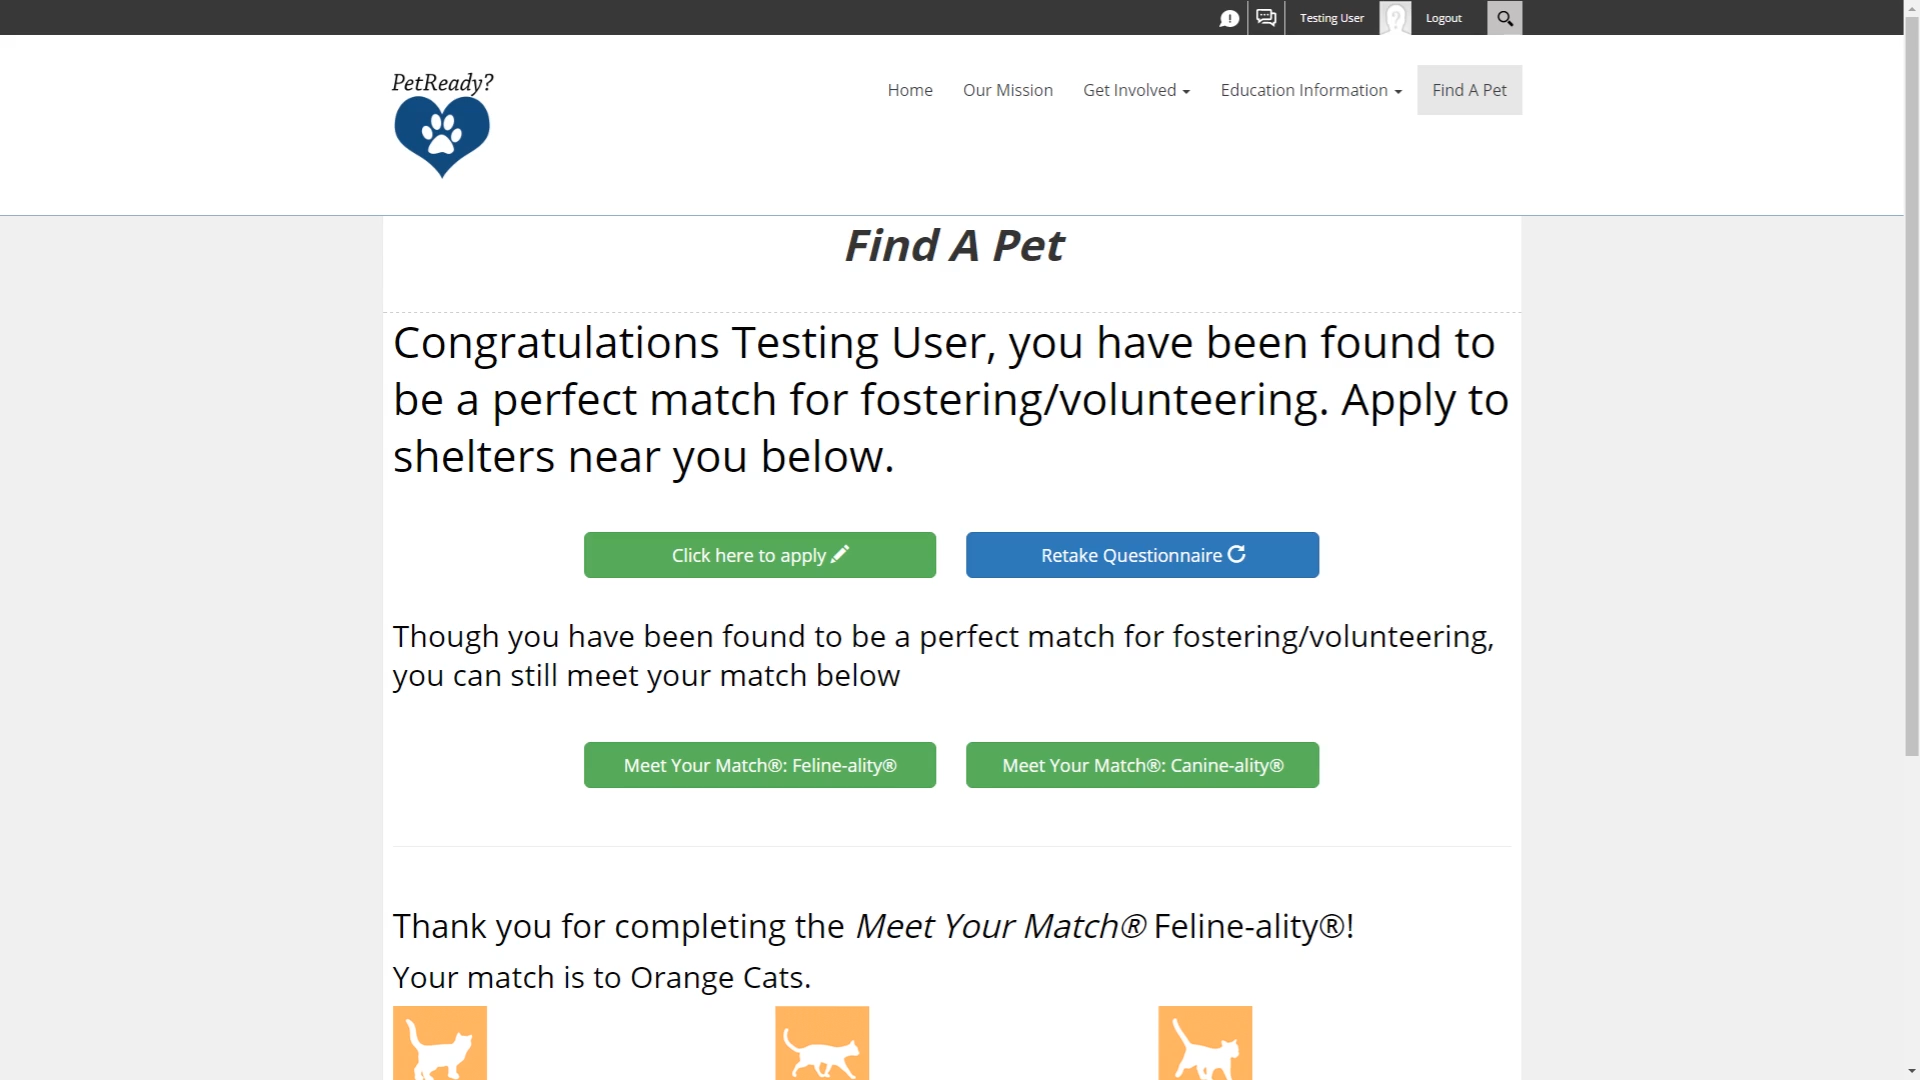 Testing User
Logout
PetReady?
Home
Our Mission
Get Involved
Education Information
Find A Pet
Find A Pet
Congratulations Testing User, you have been found to
be a perfect match for fostering/volunteering. Apply to
shelters near you below.
Click here to apply
Retake Questionnaire
Though you have been found to be a perfect match for fostering/volunteering,
you can still meet your match below
Meet Your Match®: Feline-ality®
Meet Your Match®: Canine-ality®
Thank you for completing the Meet Your Match® Feline-ality®!
Your match is to Orange Cats.